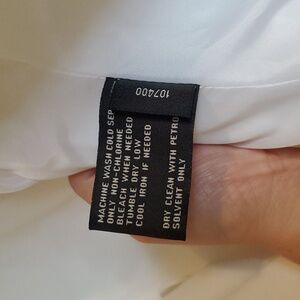 107400
MACHINE WASH COLD SEP
ONLY NON-CHLORINE
BLEACH WHEN NEEDED
TUMBLE DRY LOW
COOL IRON IF NEEDED
DRY CLEAN WITH PETRO
SOLVENT ONLY